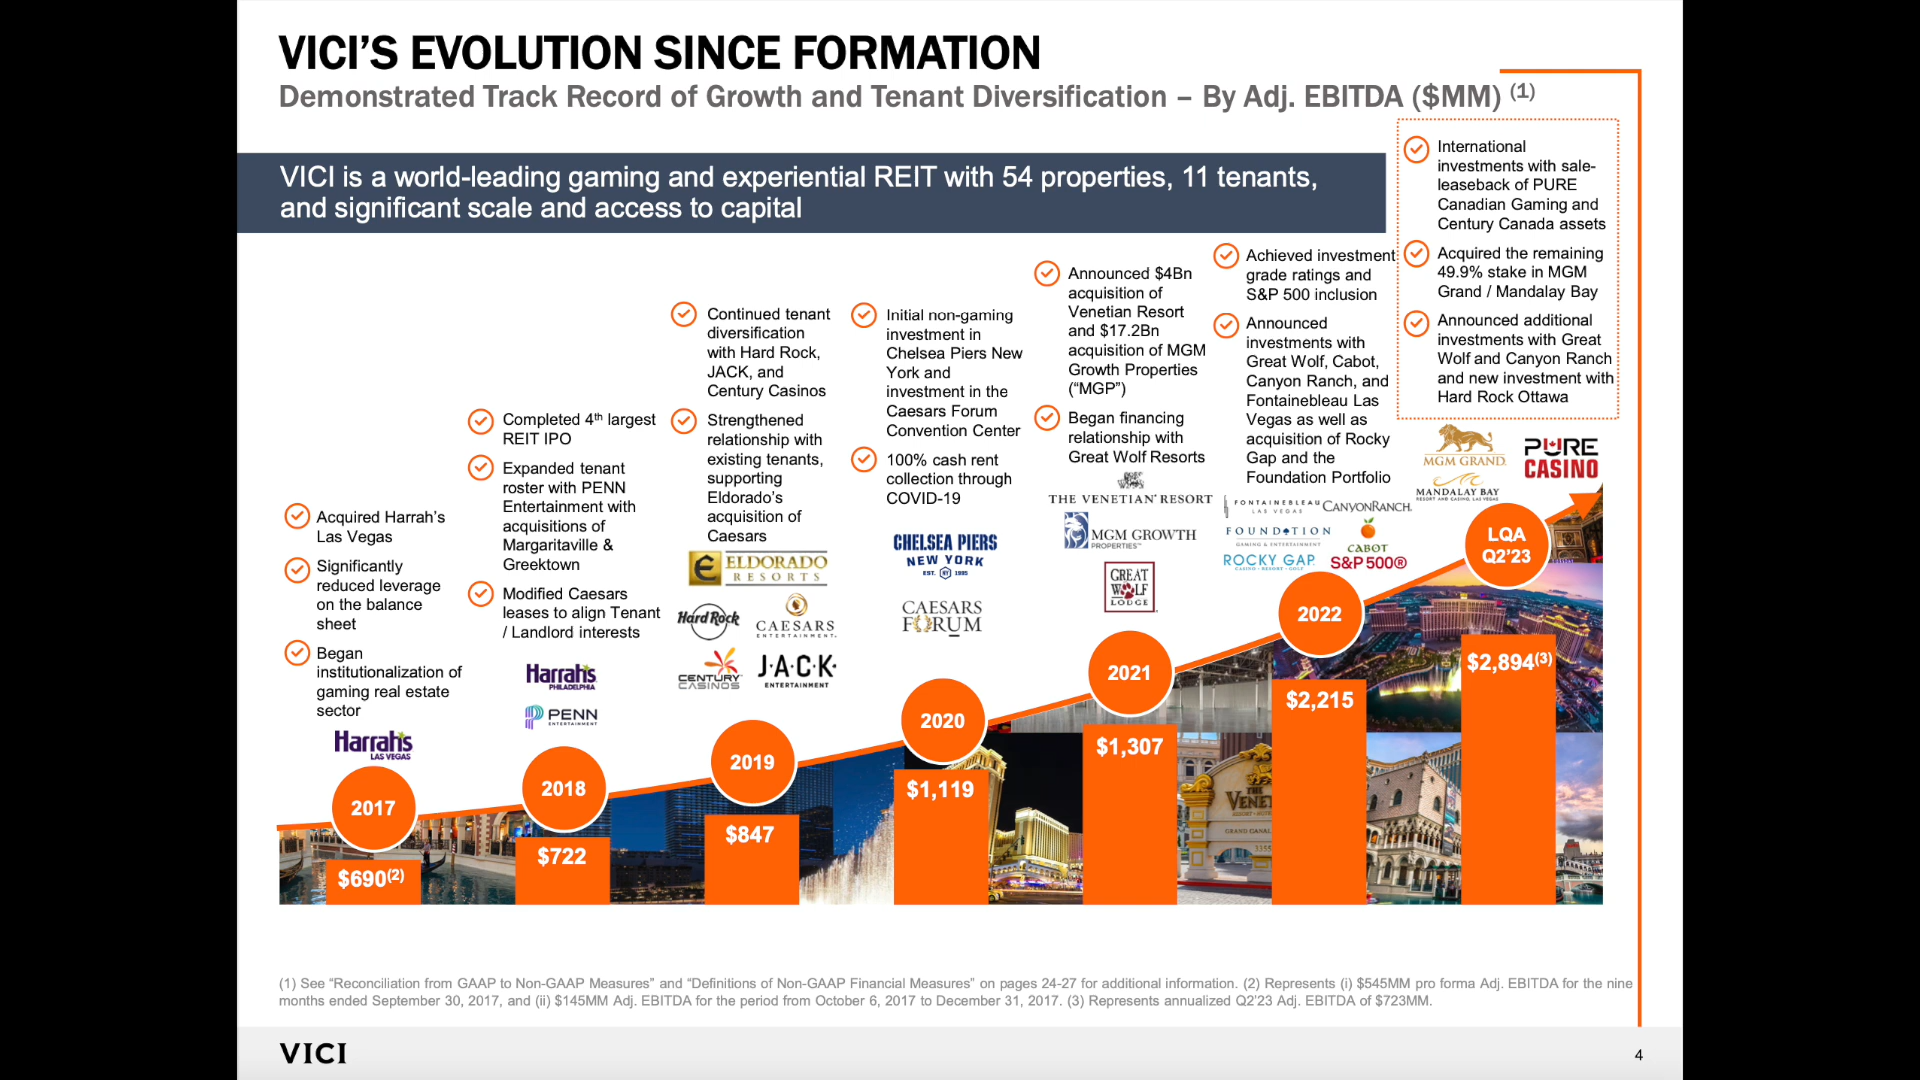 VICI’S EVOLUTION SINCE FORMATION
Demonstrated Track Record of Growth and Tenant Diversification – By Adj. EBITDA ($MM) (1)
VICI is a world-leading gaming and experiential REIT with 54 properties, 11 tenants,
and significant scale and access to capital
Acquired Harrah’s
Las Vegas
Significantly
reduced leverage
on the balance
sheet
Began
institutionalization of
gaming real estate
sector
Harrah's
LAS VEGAS
2017
$690(2)
Completed 4th largest
REIT IPO
Expanded tenant
roster with PENN
Entertainment with
acquisitions of
Margaritaville &
Greektown
Modified Caesars
leases to align Tenant
/ Landlord interests
Harrah's
PHILADELPHIA
PENN
ENTERTAINMENT
2018
$722
Continued tenant
diversification
with Hard Rock,
JACK, and
Century Casinos
Strengthened
relationship with
existing tenants,
supporting
Eldorado’s
acquisition of
Caesars
E ELDORADO
RESORTS
Hard Rock
CAESARS
ENTERTAINMENT.
CENTURY
CASINOS
J·A·C·K·
ENTERTAINMENT
2019
$847
Initial non-gaming
investment in
Chelsea Piers New
York and
investment in the
Caesars Forum
Convention Center
100% cash rent
collection through
COVID-19
CHELSEA PIERS
NEW YORK
EST. NY 1995
CAESARS
FORUM
2020
$1,119
Announced $4Bn
acquisition of
Venetian Resort
and $17.2Bn
acquisition of MGM
Growth Properties
(“MGP”)
Began financing
relationship with
Great Wolf Resorts
THE VENETIAN® RESORT
MGM GROWTH
PROPERTIES™
GREAT
WOLF
LODGE
2021
$1,307
Achieved investment
grade ratings and
S&P 500 inclusion
Announced
investments with
Great Wolf, Cabot,
Canyon Ranch, and
Fontainebleau Las
Vegas as well as
acquisition of Rocky
Gap and the
Foundation Portfolio
FONTAINEBLEAU
LAS VEGAS
CANYONRANCH.
FOUNDATION
GAMING & ENTERTAINMENT
CABOT
ROCKY GAP
CASINO • RESORT • GOLF
S&P 500®
2022
$2,215
International
investments with sale-
leaseback of PURE
Canadian Gaming and
Century Canada assets
Acquired the remaining
49.9% stake in MGM
Grand / Mandalay Bay
Announced additional
investments with Great
Wolf and Canyon Ranch
and new investment with
Hard Rock Ottawa
MGM GRAND
PURE
CASINO
MANDALAY BAY
RESORT AND CASINO, LAS VEGAS
LQA
Q2’23
$2,894(3)
THE
VENE
GRAND CANAL
(1) See “Reconciliation from GAAP to Non-GAAP Measures” and “Definitions of Non-GAAP Financial Measures” on pages 24-27 for additional information. (2) Represents (i) $545MM pro forma Adj. EBITDA for the nine
months ended September 30, 2017, and (ii) $145MM Adj. EBITDA for the period from October 6, 2017 to December 31, 2017. (3) Represents annualized Q2’23 Adj. EBITDA of $723MM.
VICI
4